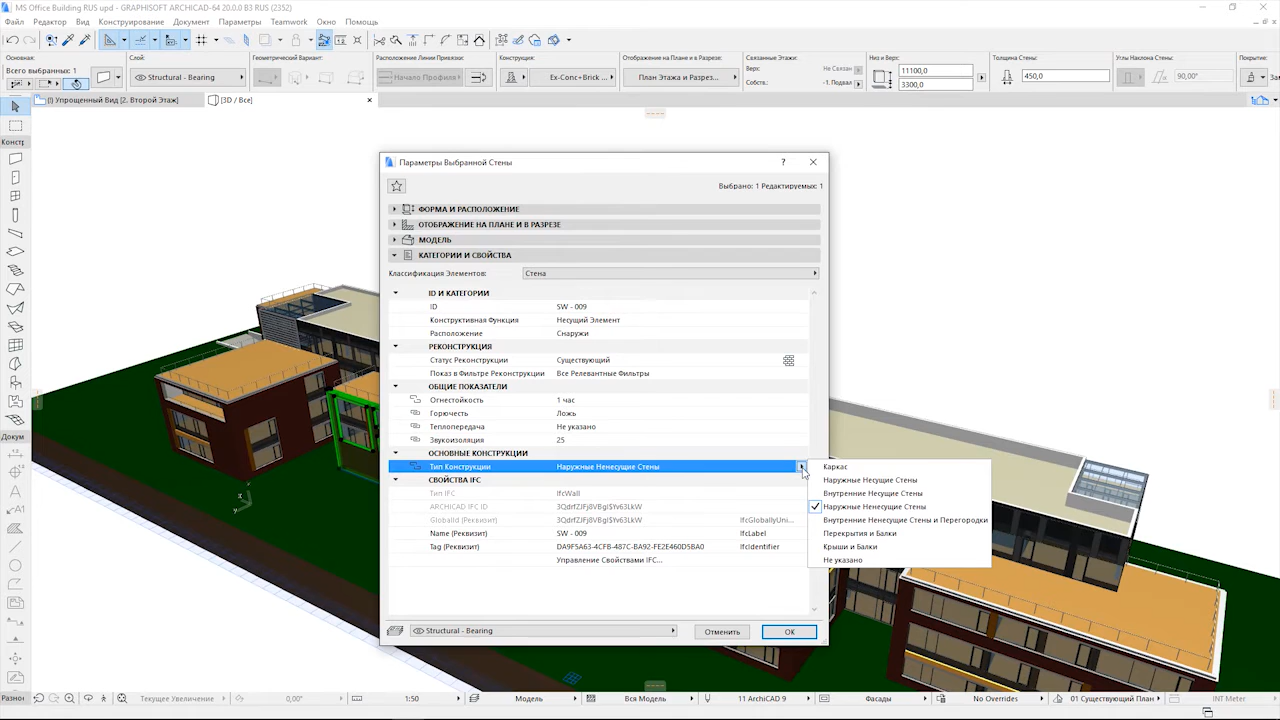 MS Office Building RUS upd - GRAPHISOFT ARCHICAD-64 20.0.0 B3 RUS (2352)
Файл Редактор Вид Конструирование Документ Параметры Teamwork Окно Помощь
Основная: Слой: Геометрический Вариант: Расположение Линии Привязки: Конструкция: Отображение на Плане и в Разрезе: Связанные Этажи: Низ и Верх: Толщина Стены: Углы Наклона Стены: Покрытие:
Всего выбранных: 1
Structural - Bearing
Начало Профиля
Ex-Conc+Brick ...
План Этажа и Разрез...
Не Связан
Собств.: -1. Подвал
11100,0
3300,0
450,0
90,00°
(!) Упрощенный Вид [2. Второй Этаж]
[3D / Все]
Констр
Докум
Разно
Параметры Выбранной Стены
?
Выбрано: 1 Редактируемых: 1
ФОРМА И РАСПОЛОЖЕНИЕ
ОТОБРАЖЕНИЕ НА ПЛАНЕ И В РАЗРЕЗЕ
МОДЕЛЬ
КАТЕГОРИИ И СВОЙСТВА
Классификация Элементов: Стена
ID И КАТЕГОРИИ
ID SW - 009
Конструктивная Функция Несущий Элемент
Расположение Снаружи
РЕКОНСТРУКЦИЯ
Статус Реконструкции Существующий
Показ в Фильтре Реконструкции Все Релевантные Фильтры
ОБЩИЕ ПОКАЗАТЕЛИ
Огнестойкость 1 час
Горючесть Ложь
Теплопередача Не указано
Звукоизоляция 25
ОСНОВНЫЕ КОНСТРУКЦИИ
Тип Конструкции Наружные Ненесущие Стены
СВОЙСТВА IFC
Тип IFC IfcWall
ARCHICAD IFC ID 3QdrfZJFj8VBgI$Yv63LkW
GlobalId (Реквизит) 3QdrfZJFj8VBgI$Yv63LkW IfcGloballyUni...
Name (Реквизит) SW - 009 IfcLabel
Tag (Реквизит) DA9F5A63-4CFB-487C-BA92-FE2E460D5BA0 IfcIdentifier
Управление Свойствами IFC...
Каркас
Наружные Несущие Стены
Внутренние Несущие Стены
Наружные Ненесущие Стены
Внутренние Ненесущие Стены и Перегородки
Перекрытия и Балки
Крыши и Балки
Не указано
Structural - Bearing
Отменить
OK
Текущее Увеличение 0,00° 1:50 Модель Вся Модель 11 ArchiCAD 9 Фасады No Overrides 01 Существующий План INT Meter